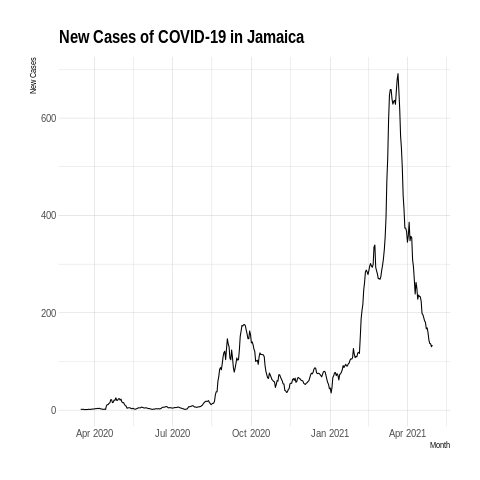 New Cases of COVID-19 in Jamaica
New Cases
600
400
200
0
Apr 2020 Jul 2020 Oct 2020 Jan 2021 Apr 2021
Month